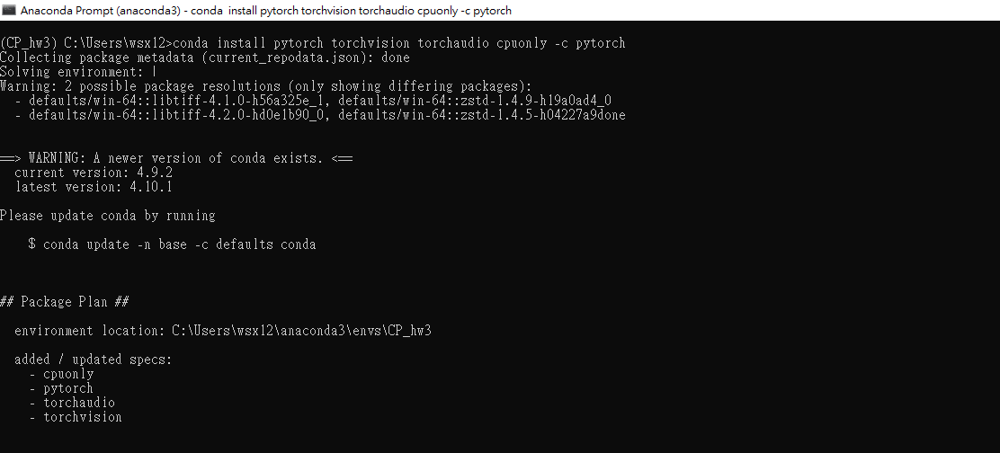 Anaconda Prompt (anaconda3) - conda  install pytorch torchvision torchaudio cpuonly -c pytorch
(CP_hw3) C:\Users\wsx12>conda install pytorch torchvision torchaudio cpuonly -c pytorch
Collecting package metadata (current_repodata.json): done
Solving environment: |
Warning: 2 possible package resolutions (only showing differing packages):
  - defaults/win-64::libtiff-4.1.0-h56a325e_1, defaults/win-64::zstd-1.4.9-h19a0ad4_0
  - defaults/win-64::libtiff-4.2.0-hd0e1b90_0, defaults/win-64::zstd-1.4.5-h04227a9done
==> WARNING: A newer version of conda exists. <==
  current version: 4.9.2
  latest version: 4.10.1
Please update conda by running
    $ conda update -n base -c defaults conda
## Package Plan ##
  environment location: C:\Users\wsx12\anaconda3\envs\CP_hw3
  added / updated specs:
    - cpuonly
    - pytorch
    - torchaudio
    - torchvision